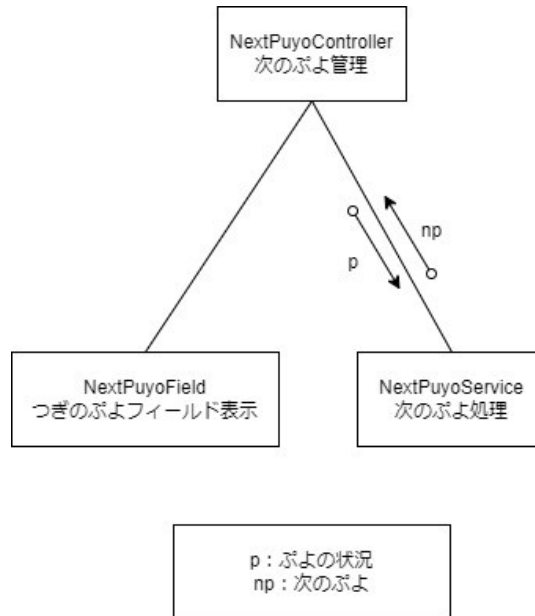 NextPuyoController
次のぷよ管理
np
p
NextPuyoField
つぎのぷよフィールド表示
NextPuyoService
次のぷよ処理
p：ぷよの状況
np：次のぷよ